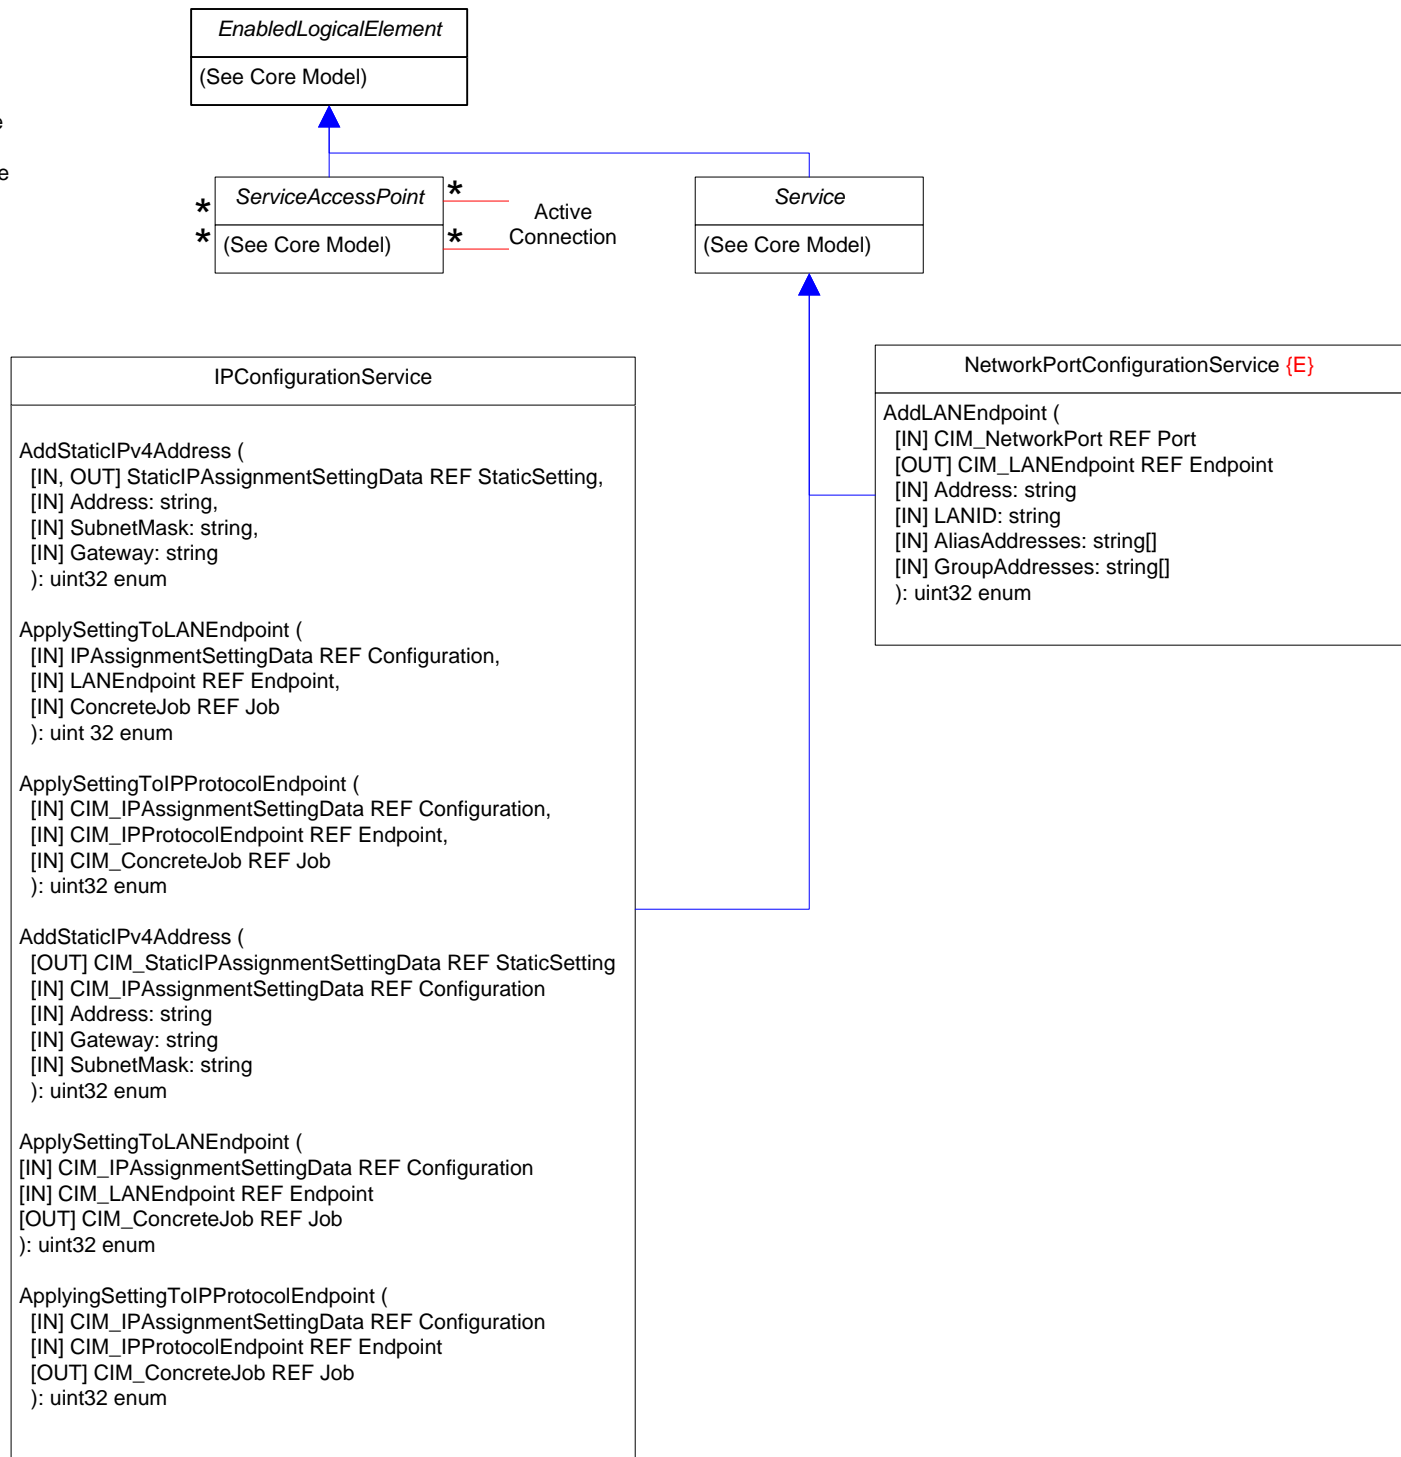 EnabledLogicalElement
(See Core Model)
e
e
*
ServiceAccessPoint
*
*
(See Core Model)
*
Active
Connection
Service
(See Core Model)
IPConfigurationService
AddStaticIPv4Address (
[IN, OUT] StaticIPAssignmentSettingData REF StaticSetting,
[IN] Address: string,
[IN] SubnetMask: string,
[IN] Gateway: string
): uint32 enum
ApplySettingToLANEndpoint (
[IN] IPAssignmentSettingData REF Configuration,
[IN] LANEndpoint REF Endpoint,
[IN] ConcreteJob REF Job
): uint 32 enum
ApplySettingToIPProtocolEndpoint (
[IN] CIM_IPAssignmentSettingData REF Configuration,
[IN] CIM_IPProtocolEndpoint REF Endpoint,
[IN] CIM_ConcreteJob REF Job
): uint32 enum
AddStaticIPv4Address (
[OUT] CIM_StaticIPAssignmentSettingData REF StaticSetting
[IN] CIM_IPAssignmentSettingData REF Configuration
[IN] Address: string
[IN] Gateway: string
[IN] SubnetMask: string
): uint32 enum
ApplySettingToLANEndpoint (
[IN] CIM_IPAssignmentSettingData REF Configuration
[IN] CIM_LANEndpoint REF Endpoint
[OUT] CIM_ConcreteJob REF Job
): uint32 enum
ApplyingSettingToIPProtocolEndpoint (
[IN] CIM_IPAssignmentSettingData REF Configuration
[IN] CIM_IPProtocolEndpoint REF Endpoint
[OUT] CIM_ConcreteJob REF Job
): uint32 enum
NetworkPortConfigurationService {E}
AddLANEndpoint (
[IN] CIM_NetworkPort REF Port
[OUT] CIM_LANEndpoint REF Endpoint
[IN] Address: string
[IN] LANID: string
[IN] AliasAddresses: string[]
[IN] GroupAddresses: string[]
): uint32 enum